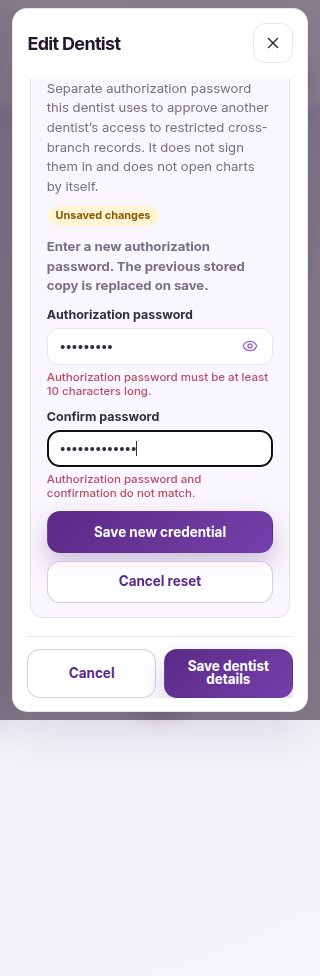 Edit Dentist
Separate authorization password
this dentist uses to approve another
dentist’s access to restricted cross-
branch records. It does not sign
them in and does not open charts
by itself.
Unsaved changes
Enter a new authorization
password. The previous stored
copy is replaced on save.
Authorization password
•••••••••
Authorization password must be at least
10 characters long.
Confirm password
•••••••••••••
Authorization password and
confirmation do not match.
Save new credential
Cancel reset
Cancel
Save dentist
details